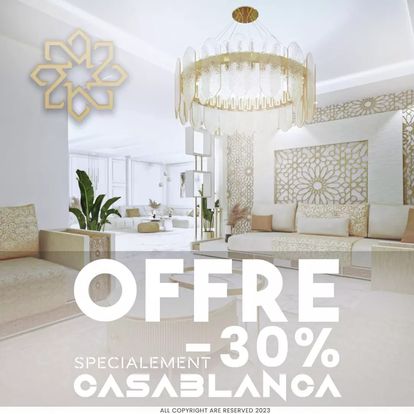 OFFRE
-30%
SPECIALEMENT
CASABLANCA
ALL COPYRIGHT ARE RESERVED 2023